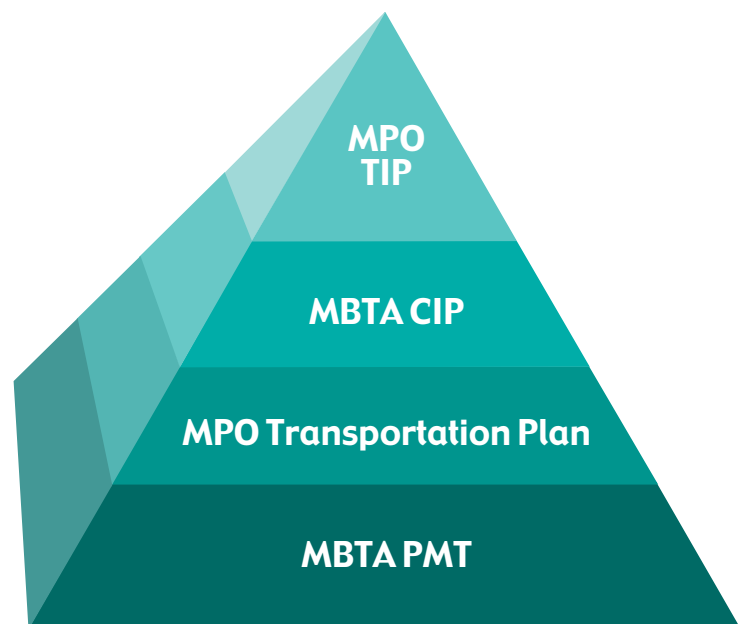 MPO
TIP
MBTA CIP
MPO Transportation Plan
MBTA PMT